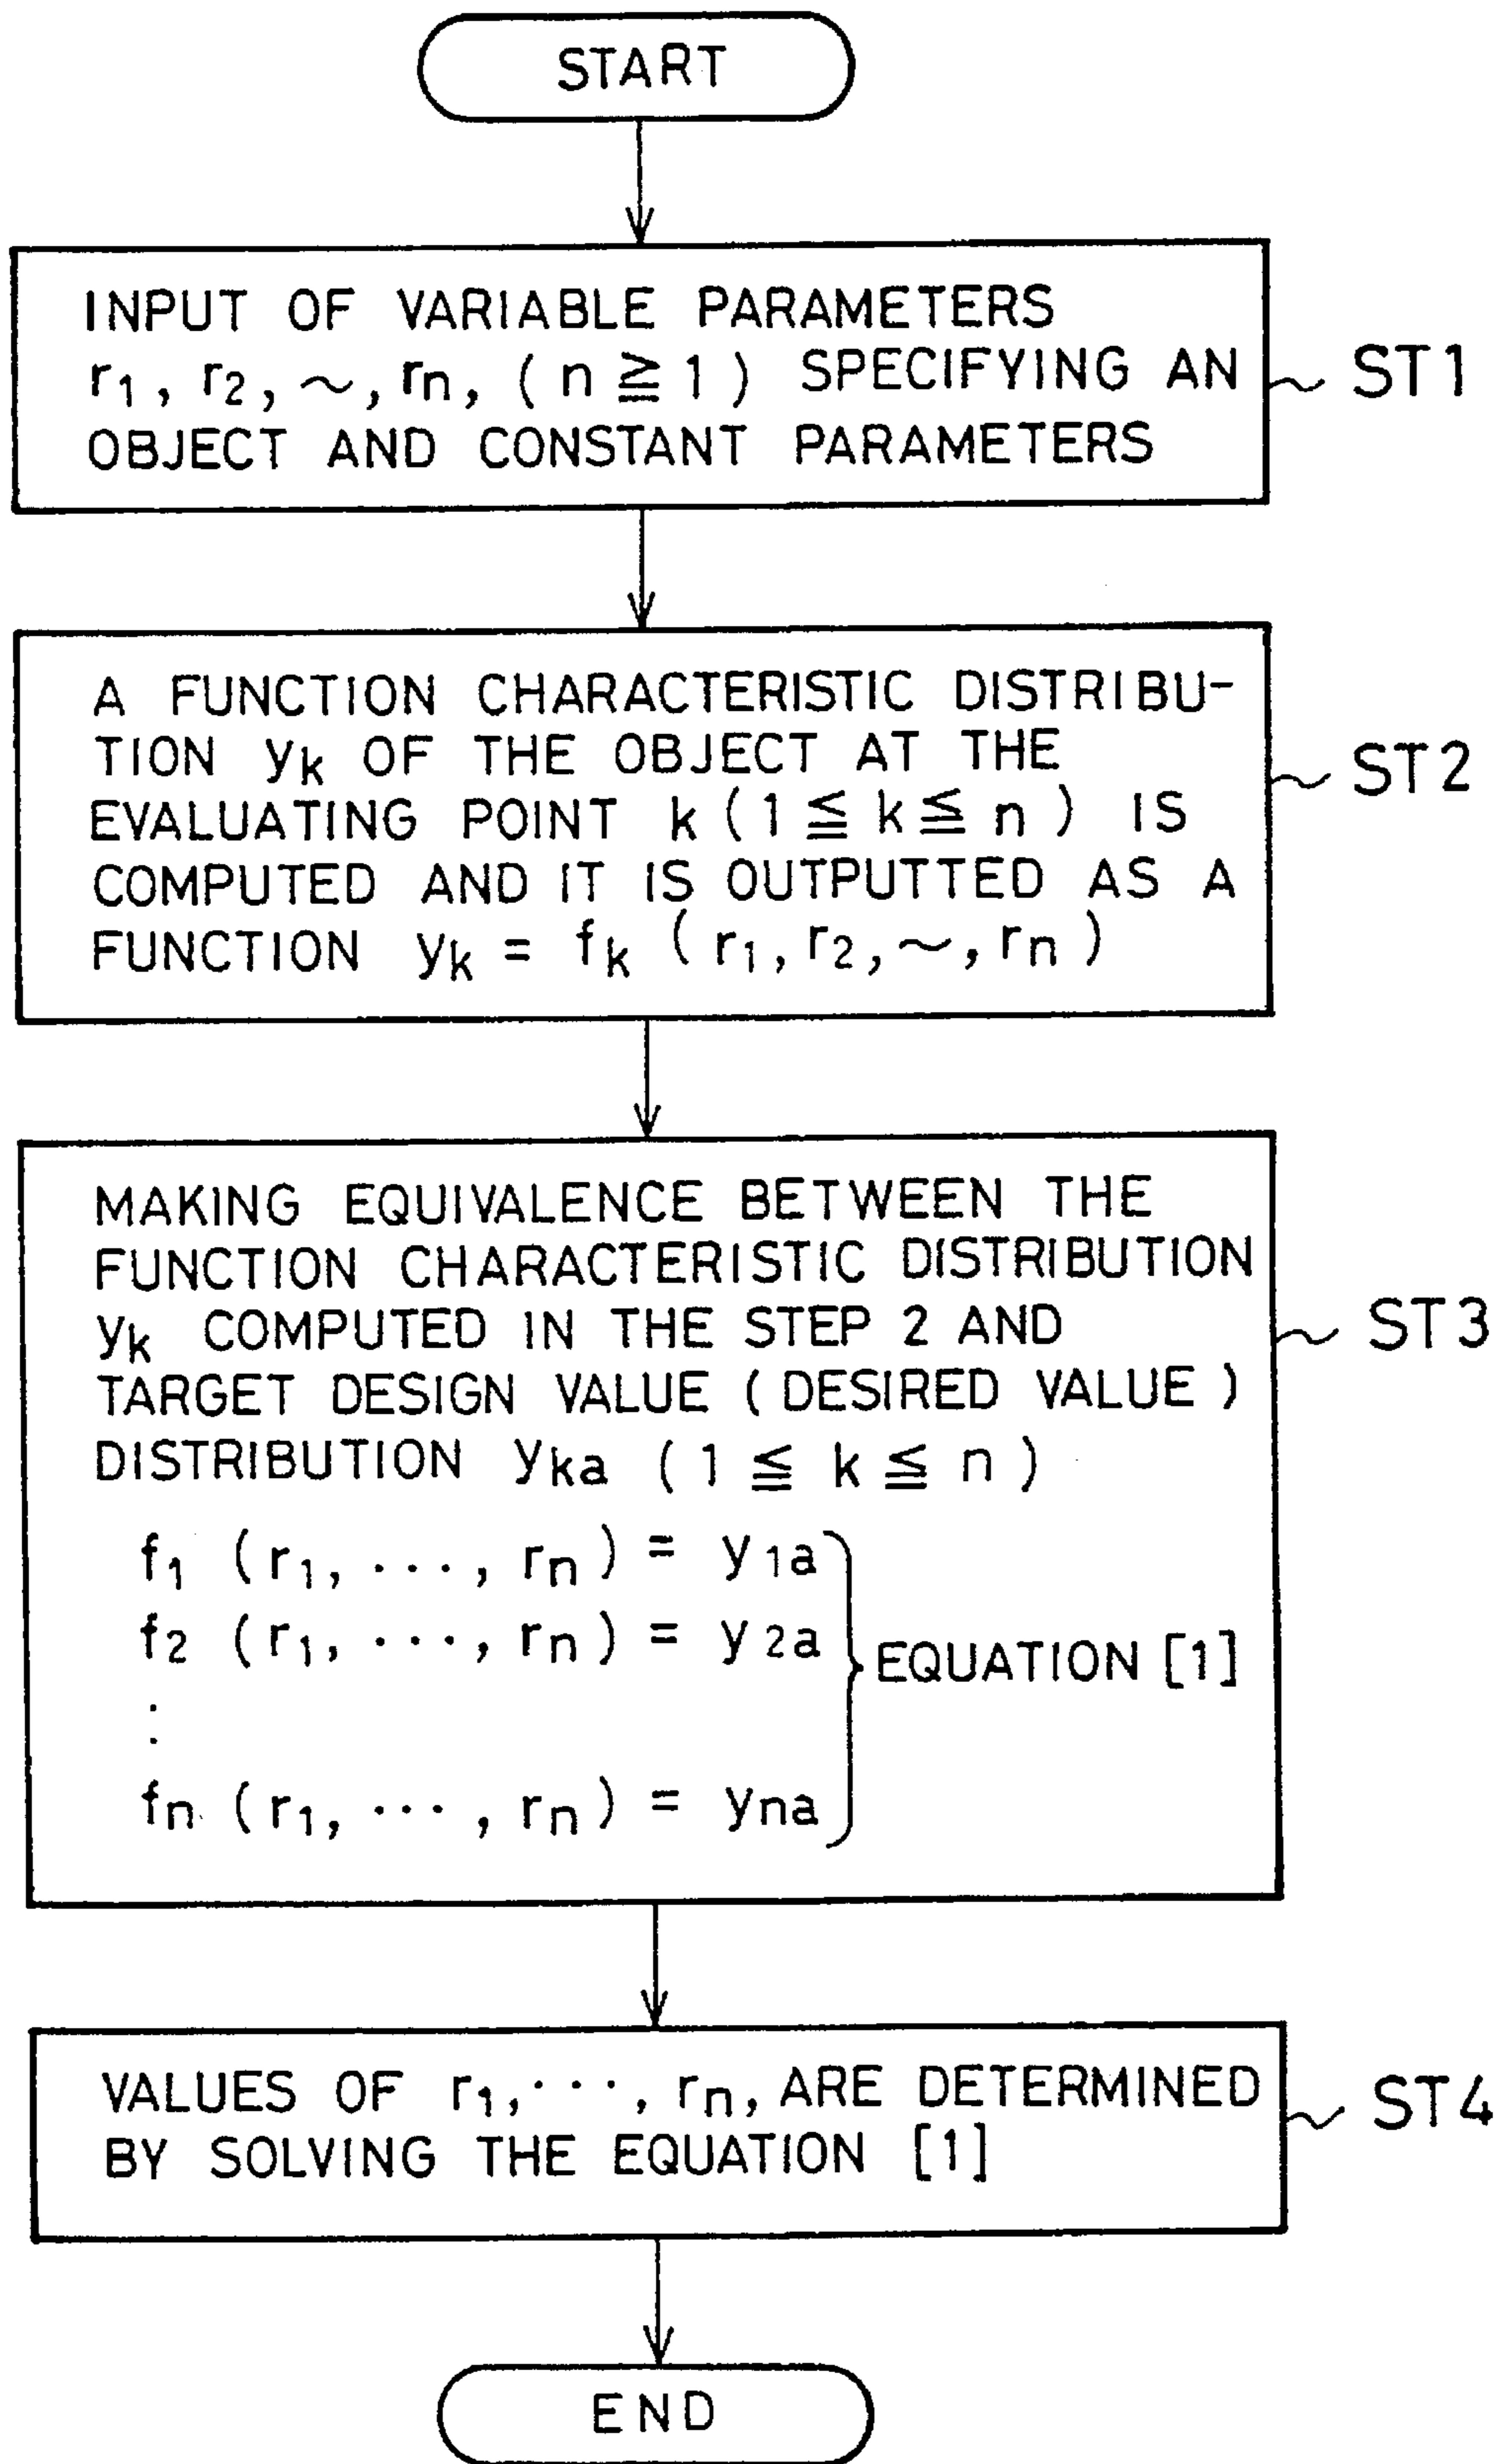 START
INPUT OF VARIABLE PARAMETERS
r1, r2, ~, rn, (n ≧ 1) SPECIFYING AN
OBJECT AND CONSTANT PARAMETERS
ST1
A FUNCTION CHARACTERISTIC DISTRIBU-
TION yk OF THE OBJECT AT THE
EVALUATING POINT k (1 ≦ k ≦ n) IS
COMPUTED AND IT IS OUTPUTTED AS A
FUNCTION yk = fk (r1, r2, ~, rn)
ST2
MAKING EQUIVALENCE BETWEEN THE
FUNCTION CHARACTERISTIC DISTRIBUTION
yk COMPUTED IN THE STEP 2 AND
TARGET DESIGN VALUE (DESIRED VALUE)
DISTRIBUTION yka (1 ≦ k ≦ n)
f1 (r1, ..., rn) = y1a
f2 (r1, ..., rn) = y2a
:
fn (r1, ..., rn) = yna
EQUATION [1]
ST3
VALUES OF r1, ..., rn, ARE DETERMINED
BY SOLVING THE EQUATION [1]
ST4
END